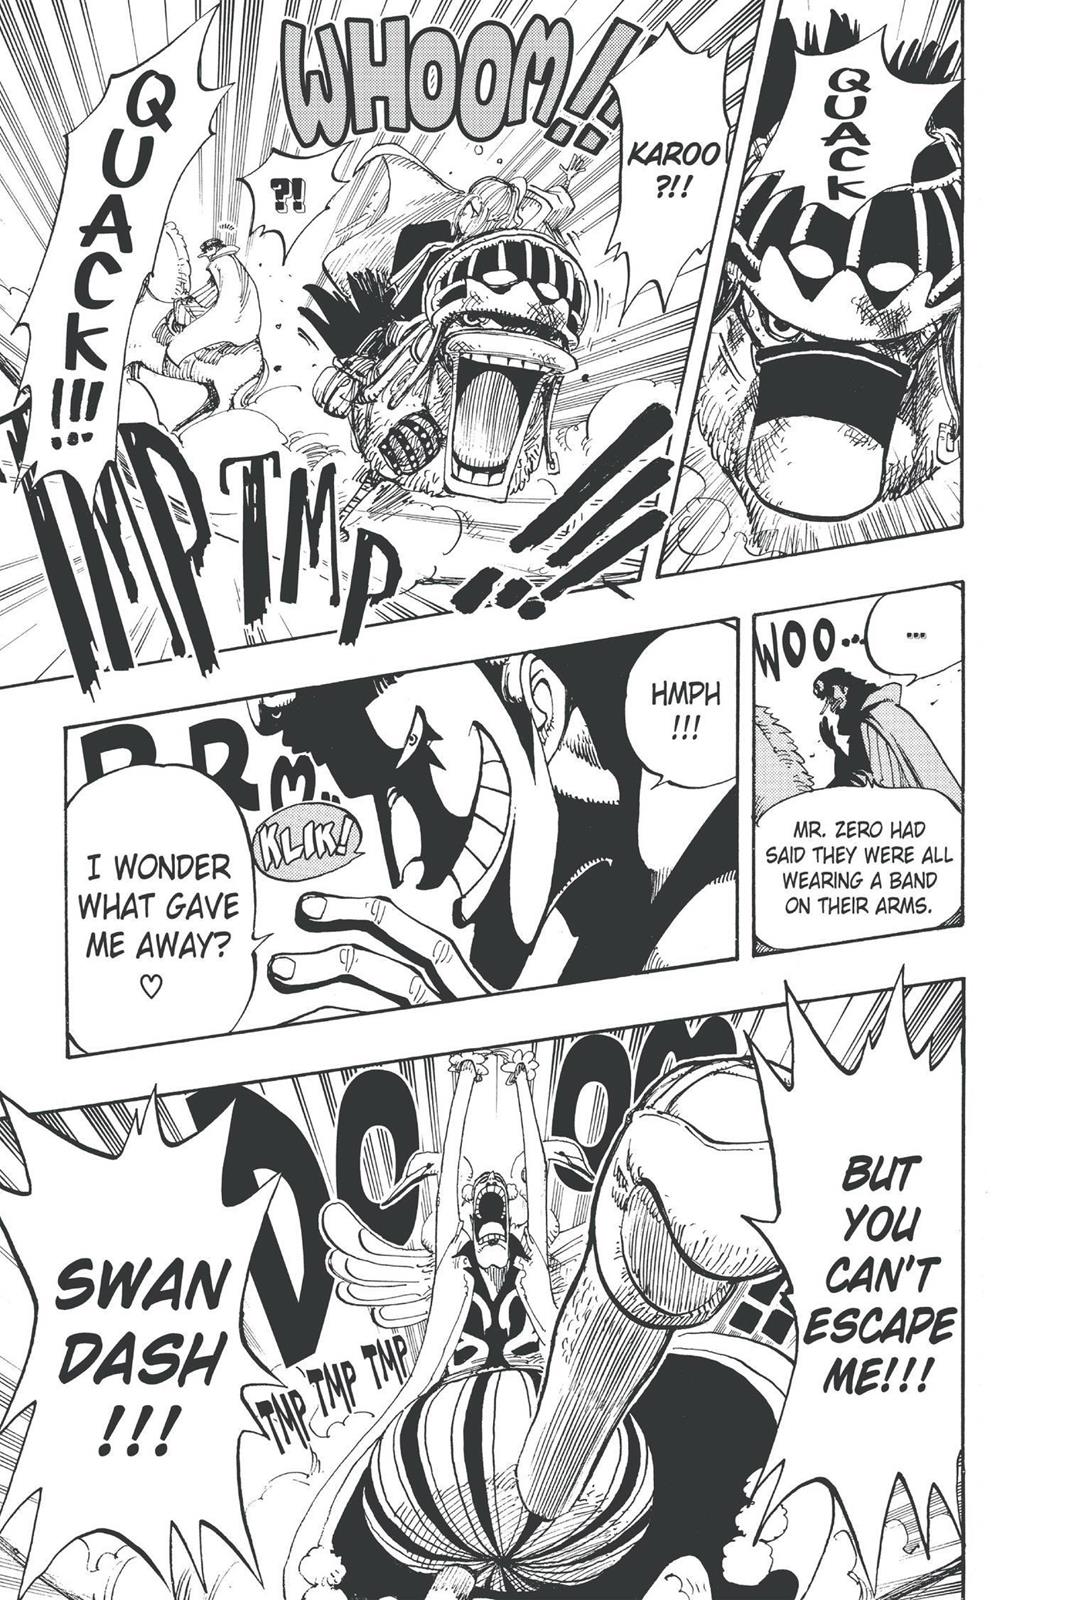 QUACK
KAROO
?!!
WHOOM!!
?!
QUACK!!!
TMP TMP
WOO...
...
MR. ZERO HAD
SAID THEY WERE ALL
WEARING A BAND
ON THEIR ARMS.
HMPH
!!!
KLIK!
I WONDER
WHAT GAVE
ME AWAY?
♡
BUT
YOU
CAN'T
ESCAPE
ME!!!
TMP TMP TMP
SWAN
DASH
!!!